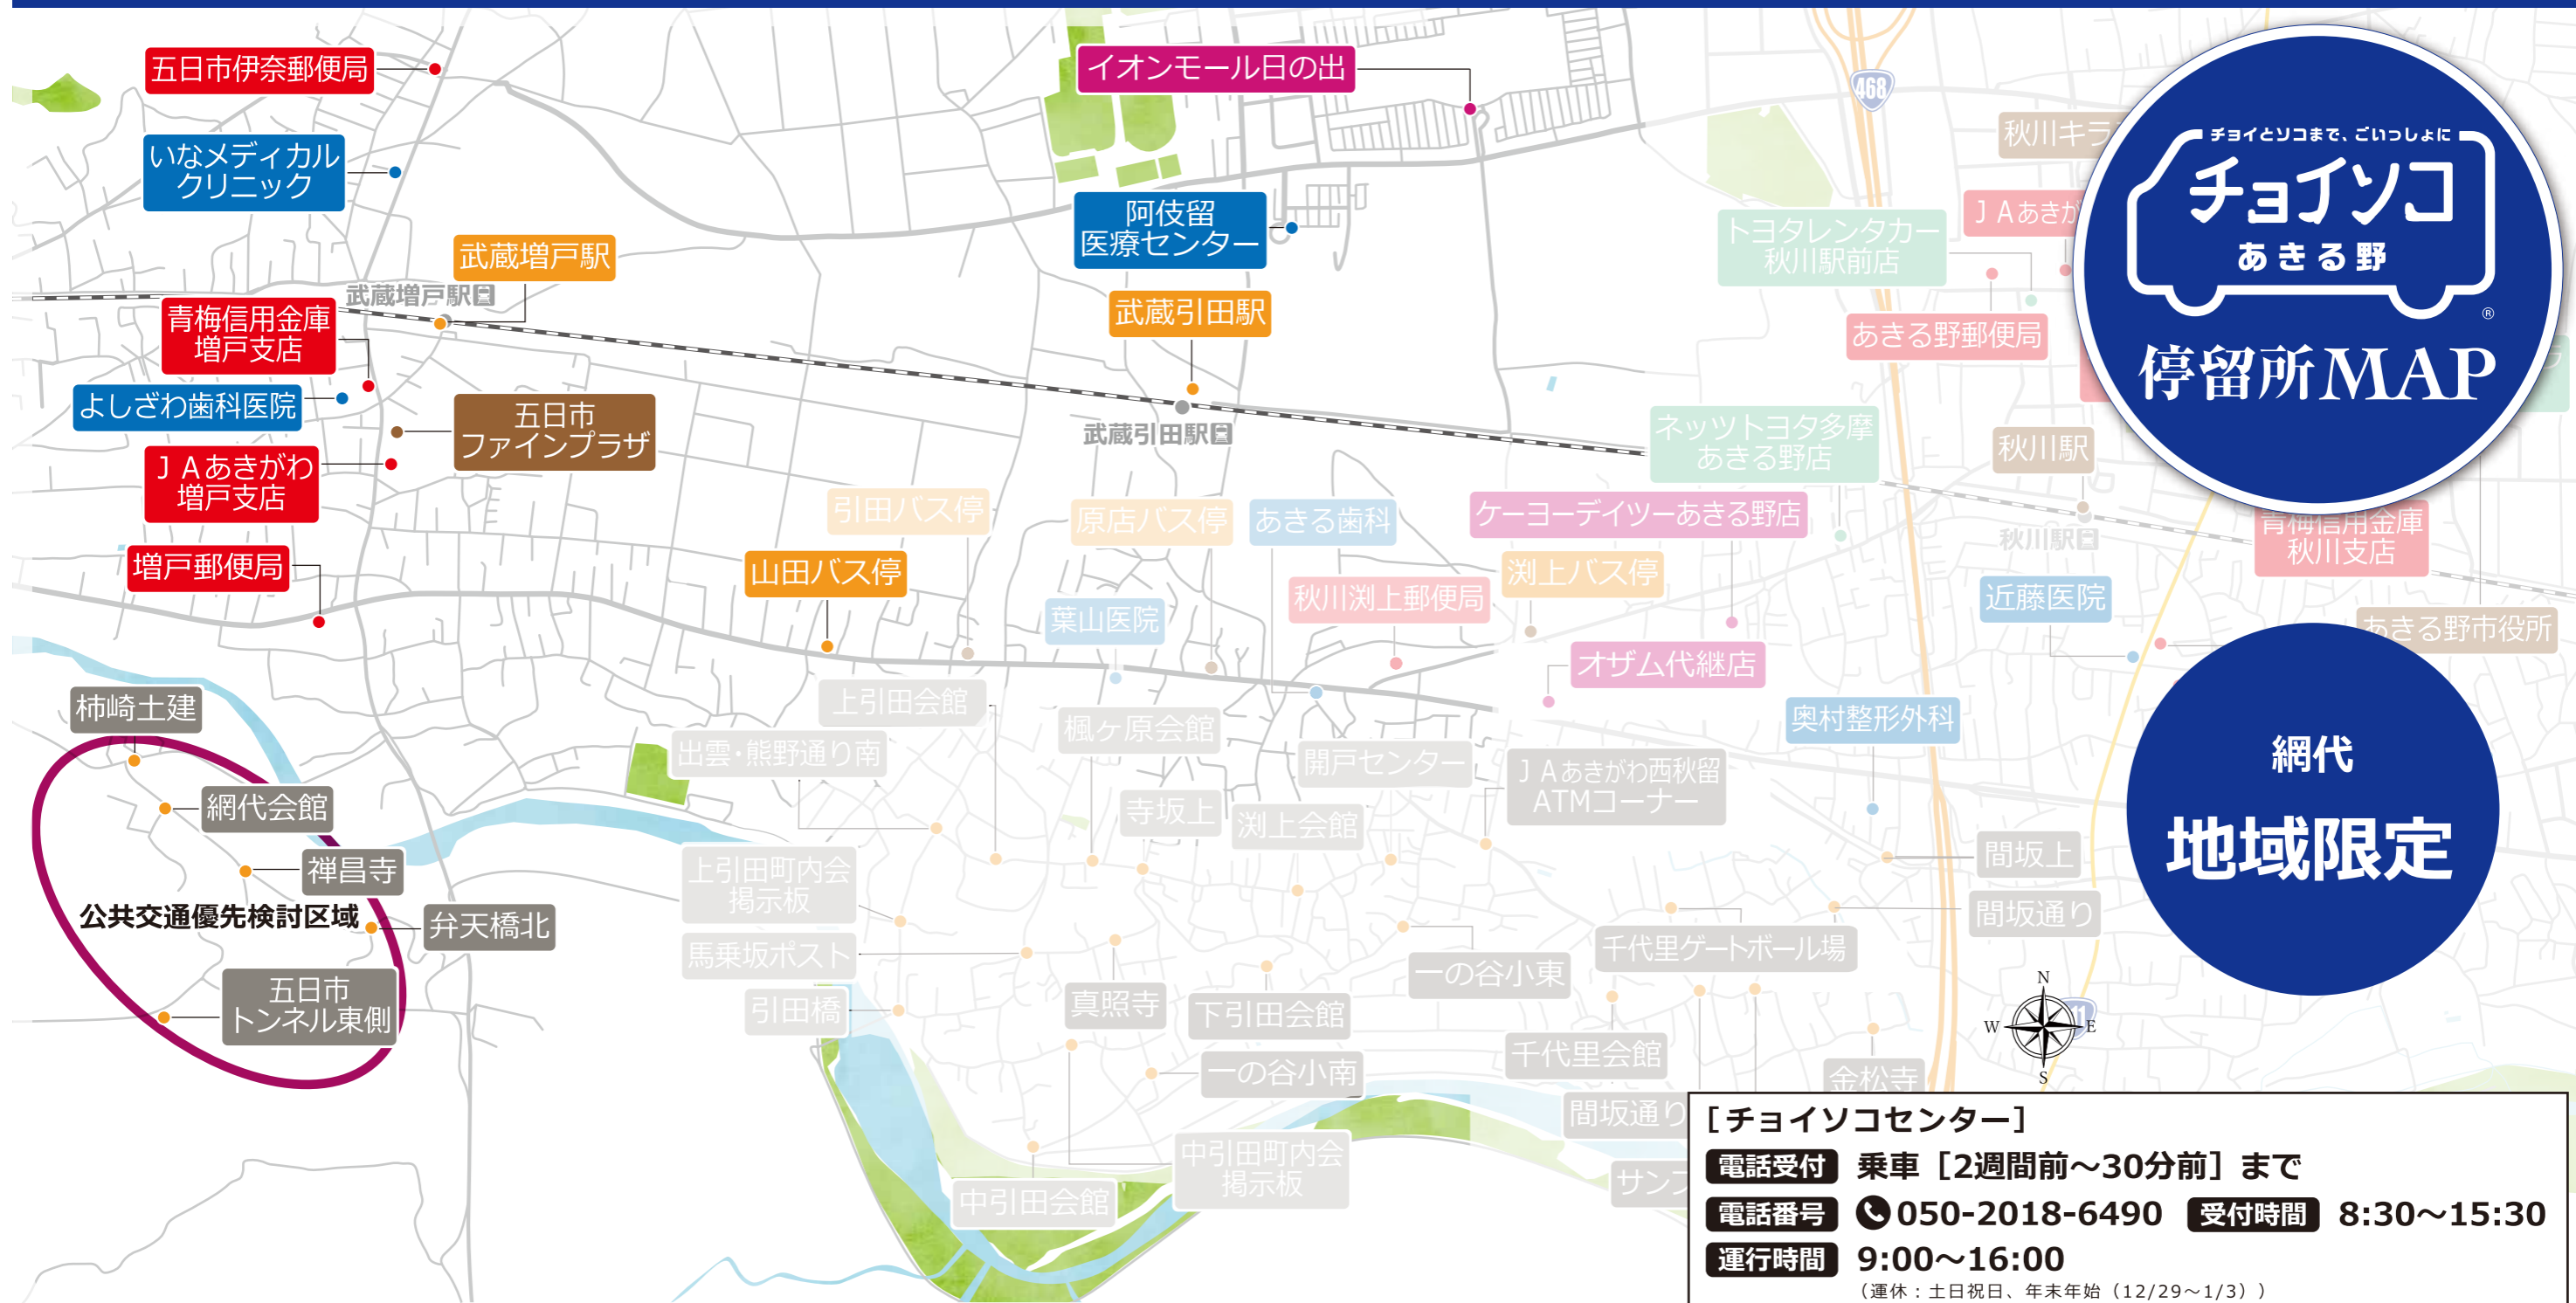 五日市伊奈郵便局
イオンモール日の出
468
いなメディカル
クリニック
阿伎留
医療センター
武蔵増戸駅
武蔵増戸駅
青梅信用金庫
増戸支店
武蔵引田駅
武蔵引田駅
よしざわ歯科医院
五日市
ファインプラザ
ＪＡあきがわ
増戸支店
増戸郵便局
山田バス停
引田バス停
原店バス停
あきる歯科
ケーヨーデイツーあきる野店
葉山医院
秋川渕上郵便局
渕上バス停
オザム代継店
トヨタレンタカー
秋川駅前店
秋川キラ
ＪＡあきが
あきる野郵便局
ネッツトヨタ多摩
あきる野店
秋川駅
秋川駅
青梅信用金庫
秋川支店
近藤医院
あきる野市役所
奥村整形外科
チョイとソコまで、ごいっしょに
チョイソコ
あきる野
®
停留所MAP
網代
地域限定
柿崎土建
網代会館
禅昌寺
公共交通優先検討区域
弁天橋北
五日市
トンネル東側
上引田会館
出雲・熊野通り南
楓ヶ原会館
開戸センター
ＪＡあきがわ西秋留
ATMコーナー
寺坂上
渕上会館
上引田町内会
掲示板
馬乗坂ポスト
引田橋
真照寺
下引田会館
一の谷小東
一の谷小南
千代里ゲートボール場
千代里会館
間坂上
間坂通り
金松寺
間坂通り
中引田会館
中引田町内会
掲示板
N
W
E
S
［チョイソコセンター］
電話受付 乗車［2週間前～30分前］まで
電話番号 050-2018-6490 受付時間 8:30～15:30
運行時間 9:00～16:00
（運休：土日祝日、年末年始（12/29～1/3））